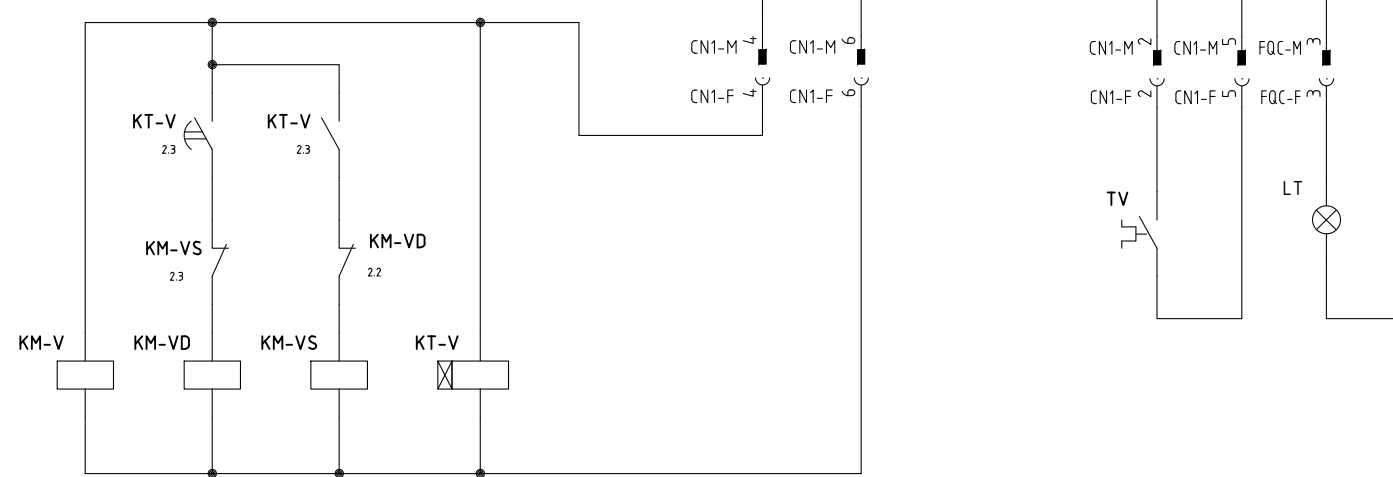 CN1-M 4
CN1-M 6
CN1-M 2
CN1-M 5
FQC-M 3
CN1-F 4
CN1-F 6
CN1-F 2
CN1-F 5
FQC-F 3
KT-V
2.3
KT-V
2.3
TV
LT
KM-VS
2.3
KM-VD
2.2
KM-V
KM-VD
KM-VS
KT-V